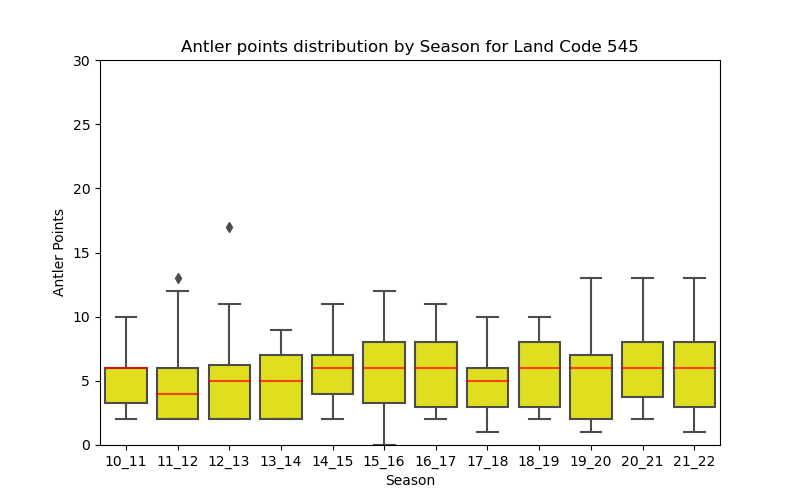 Antler points distribution by Season for Land Code 545
Antler Points
30
25
20
15
10
5
0
10_11 11_12 12_13 13_14 14_15 15_16 16_17 17_18 18_19 19_20 20_21 21_22
Season